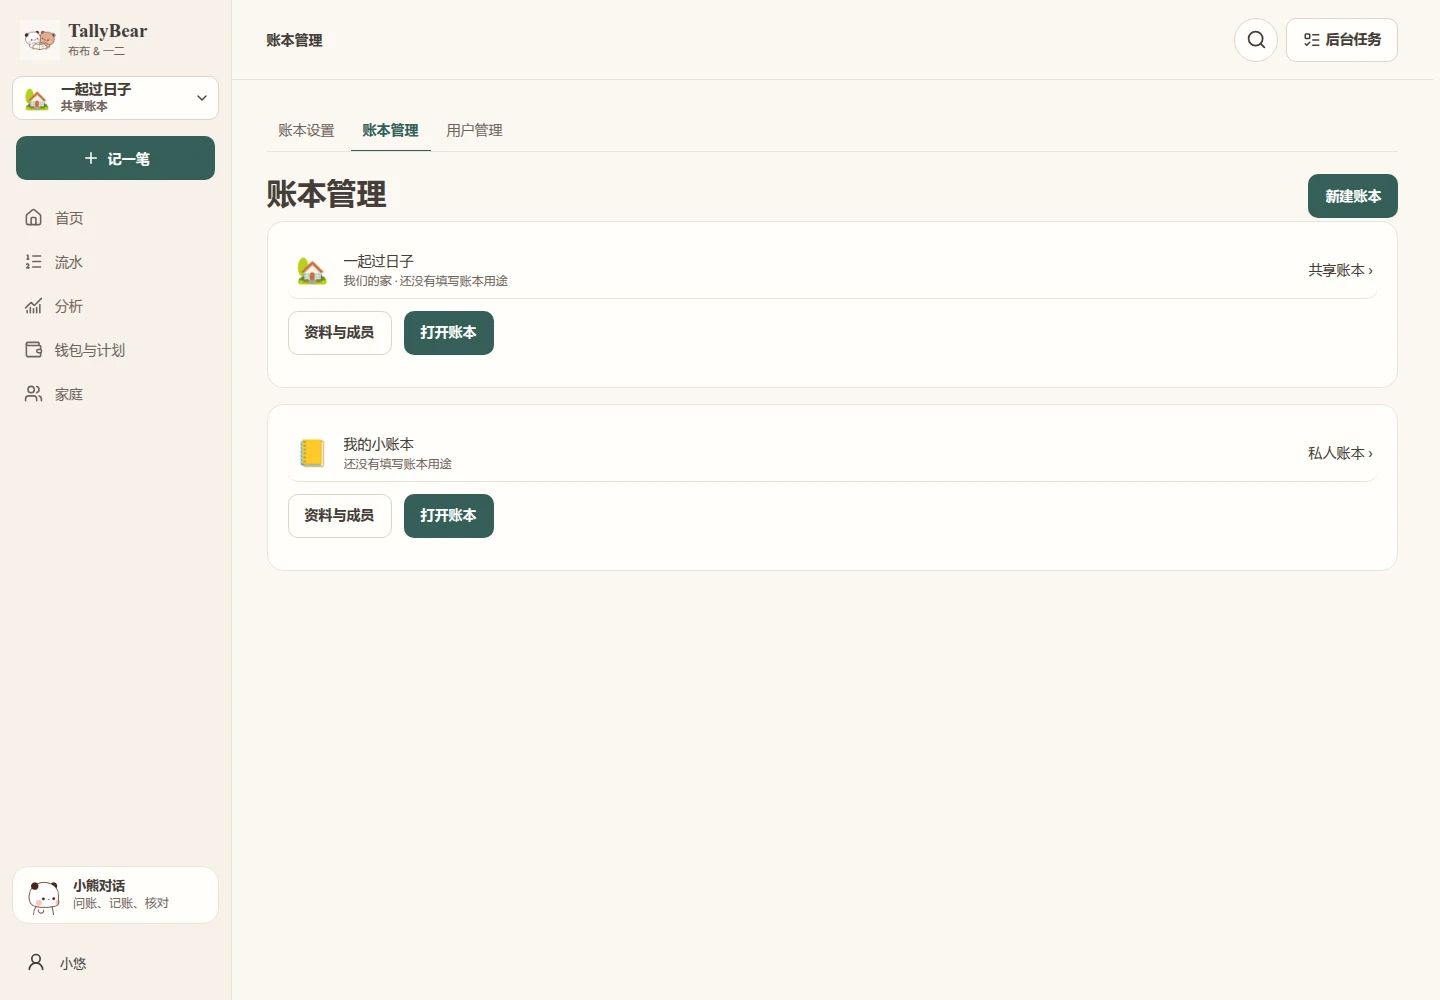 TallyBear
布布 & 一二
一起过日子
共享账本
记一笔
首页
流水
分析
钱包与计划
家庭
小熊对话
问账、记账、核对
小悠
账本管理
后台任务
账本设置
账本管理
用户管理
账本管理
新建账本
一起过日子
我们的家 · 还没有填写账本用途
共享账本 ›
资料与成员
打开账本
我的小账本
还没有填写账本用途
私人账本 ›
资料与成员
打开账本